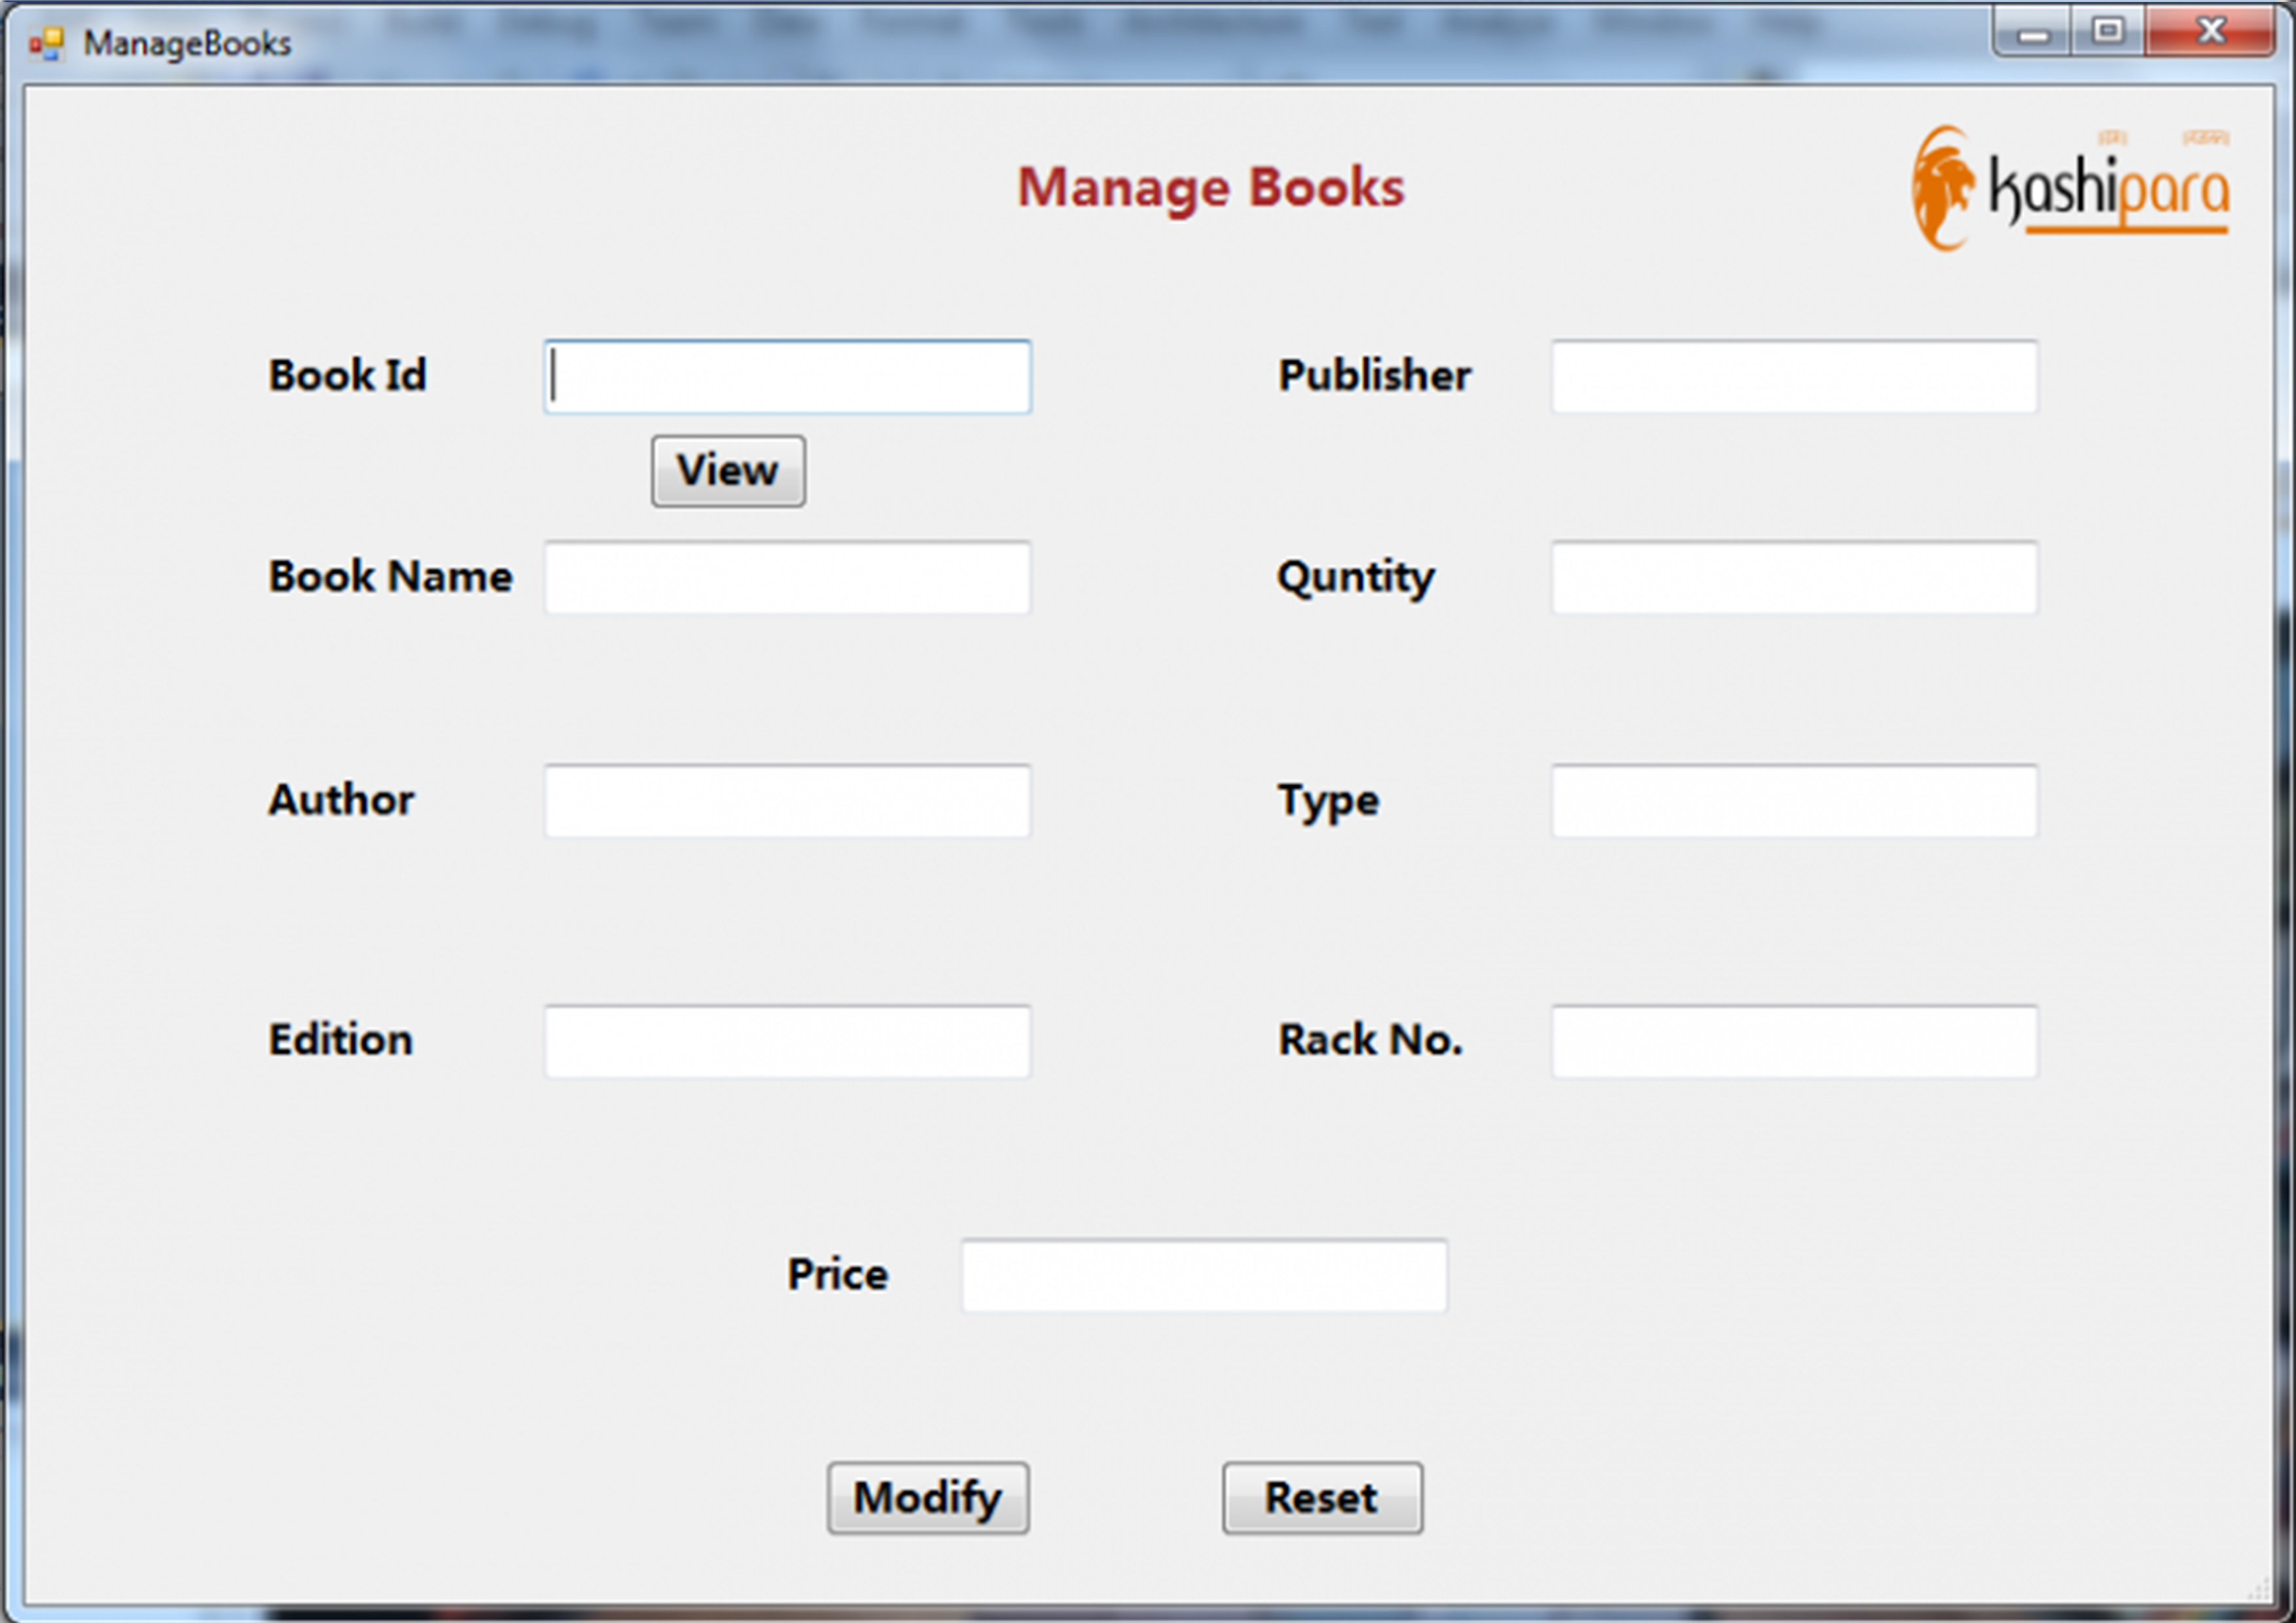 ManageBooks
Manage Books
kashipara
Book Id
Publisher
View
Book Name
Quntity
Author
Type
Edition
Rack No.
Price
Modify
Reset